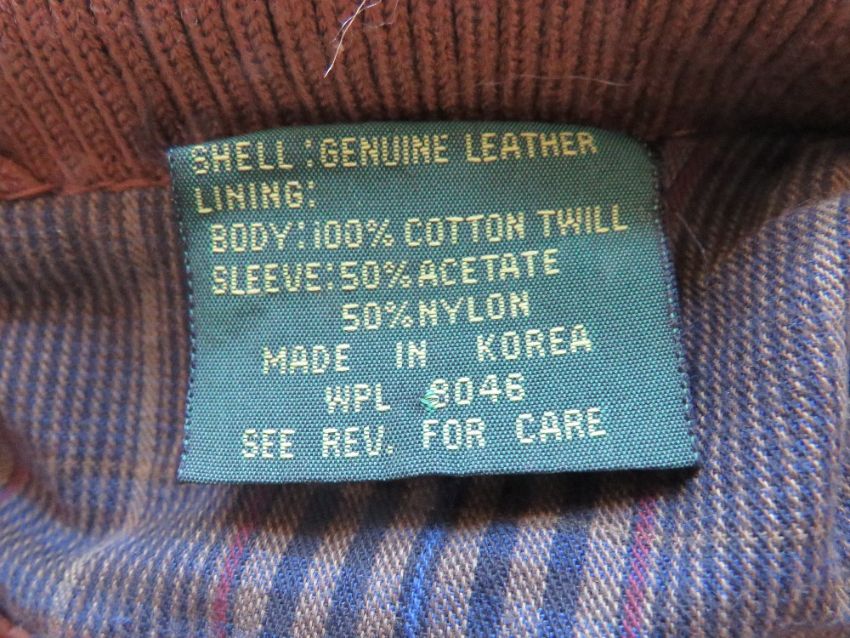 SHELL: GENUINE LEATHER
LINING:
BODY: 100% COTTON TWILL
SLEEVE: 50% ACETATE
50% NYLON
MADE IN KOREA
WPL 8046
SEE REV. FOR CARE